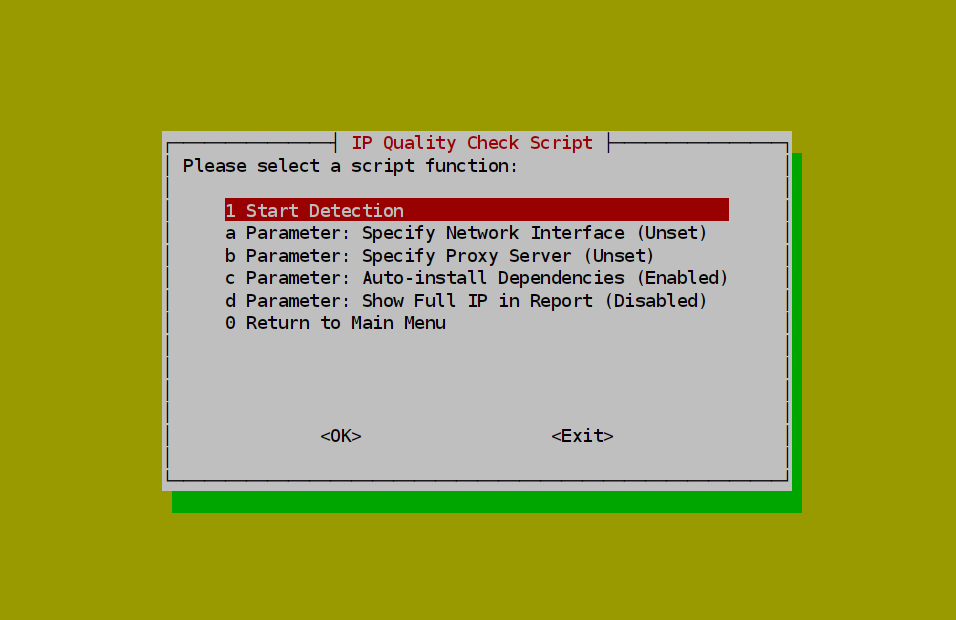 IP Quality Check Script
Please select a script function:
1 Start Detection
a Parameter: Specify Network Interface (Unset)
b Parameter: Specify Proxy Server (Unset)
c Parameter: Auto-install Dependencies (Enabled)
d Parameter: Show Full IP in Report (Disabled)
0 Return to Main Menu
<OK> <Exit>